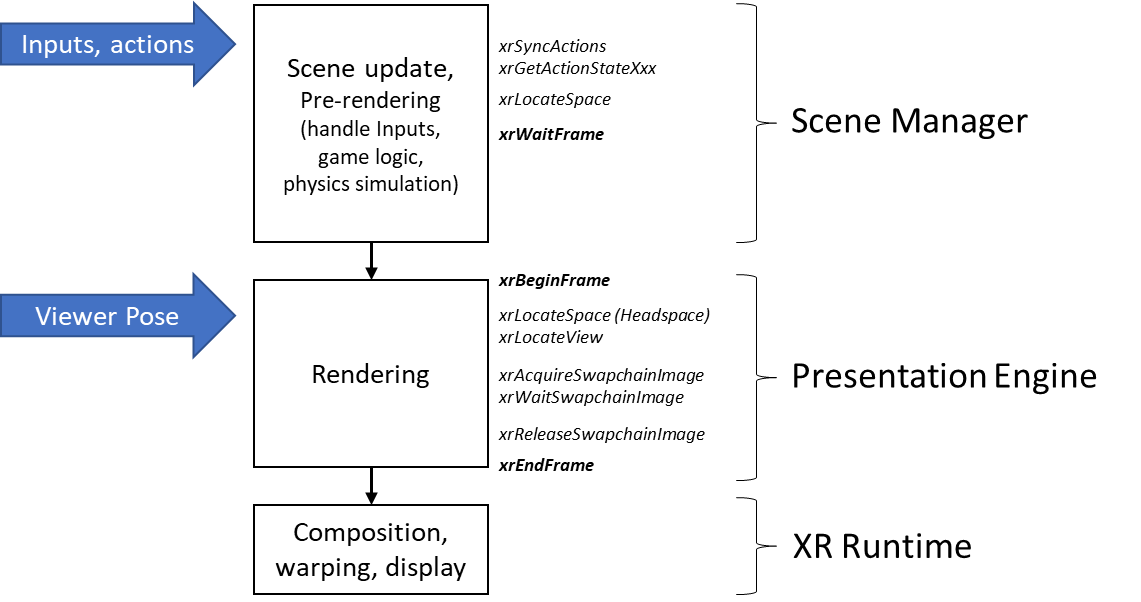 Inputs, actions
Scene update,
Pre-rendering
(handle Inputs,
game logic,
physics simulation)
xrSyncActions
xrGetActionStateXxx
xrLocateSpace
xrWaitFrame
Scene Manager
Viewer Pose
Rendering
xrBeginFrame
xrLocateSpace (Headspace)
xrLocateView
xrAcquireSwapchainImage
xrWaitSwapchainImage
xrReleaseSwapchainImage
xrEndFrame
Presentation Engine
Composition,
warping, display
XR Runtime